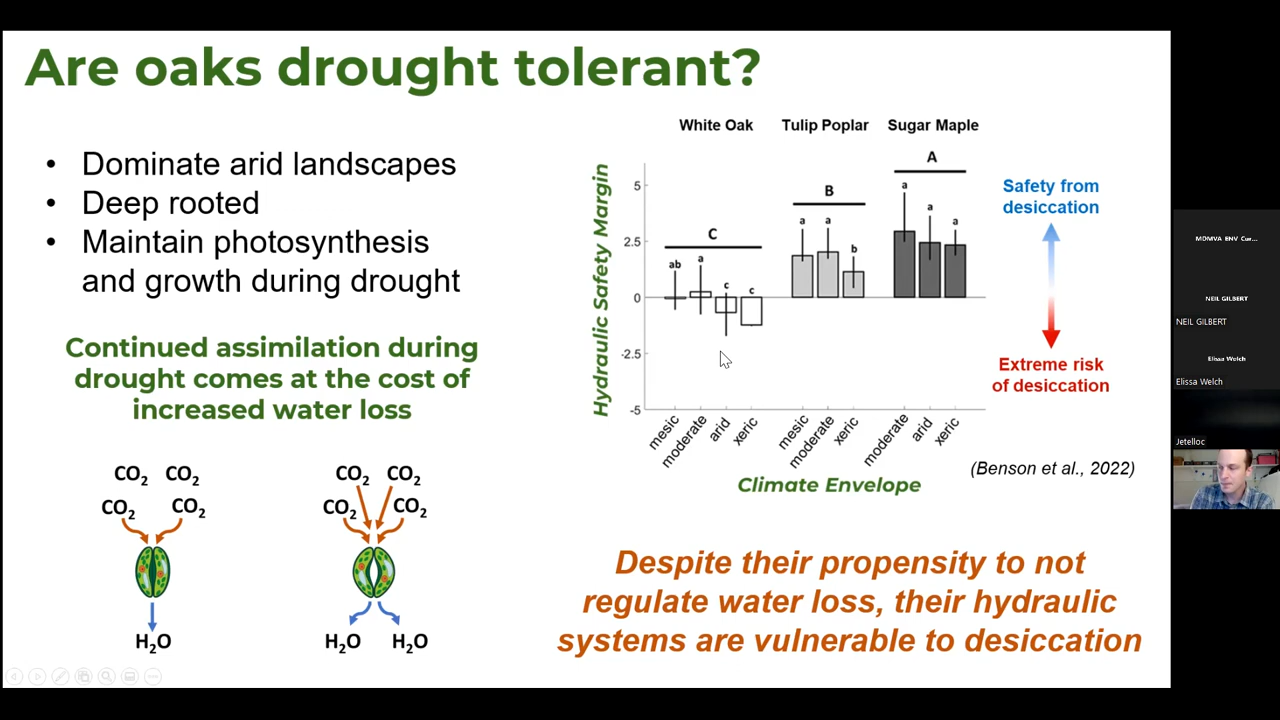 Are oaks drought tolerant?
• Dominate arid landscapes
• Deep rooted
• Maintain photosynthesis
and growth during drought
Continued assimilation during
drought comes at the cost of
increased water loss
CO2 CO2
CO2 CO2
H2O
CO2 CO2
CO2 CO2
H2O H2O
White Oak Tulip Poplar Sugar Maple
Hydraulic Safety Margin
5
2.5
0
-2.5
-5
C
ab a c c
B
a a b
A
a a a
mesic moderate arid xeric
mesic moderate xeric
moderate arid xeric
Climate Envelope
Safety from
desiccation
Extreme risk
of desiccation
(Benson et al., 2022)
Despite their propensity to not
regulate water loss, their hydraulic
systems are vulnerable to desiccation
MDMVA ENV Cur...
NEIL GILBERT
NEIL GILBERT
Elissa Welch
Elissa Welch
Jetelloc